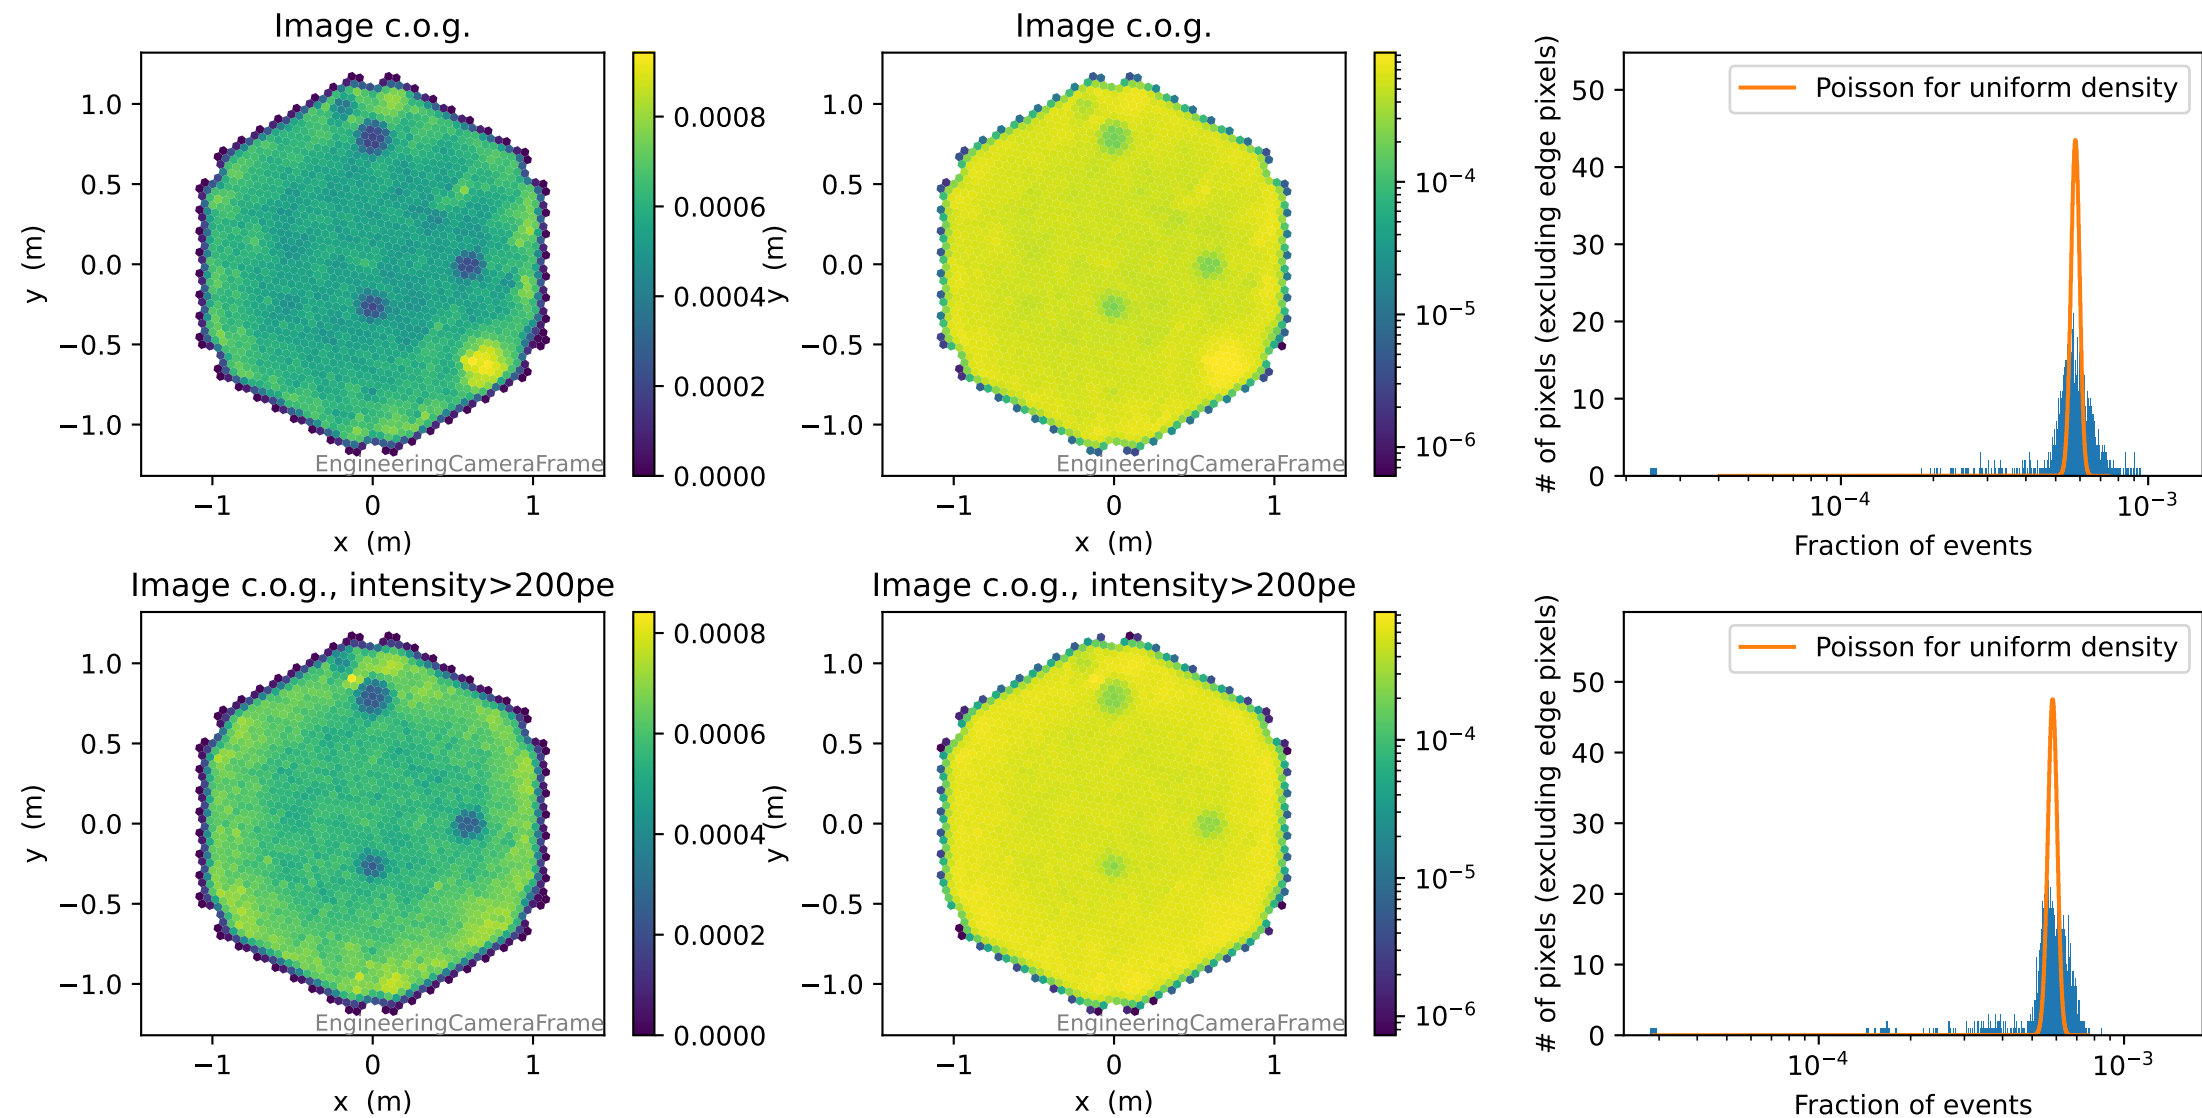 Image c.o.g.
1.0
0.5
0.0
−0.5
−1.0
y (m)
−1 0 1
x (m)
EngineeringCameraFrame
0.0008
0.0006
0.0004
0.0002
0.0000
Image c.o.g.
1.0
0.5
0.0
−0.5
−1.0
y (m)
−1 0 1
x (m)
EngineeringCameraFrame
10⁻⁴
10⁻⁵
10⁻⁶
Poisson for uniform density
50
40
30
20
10
0
# of pixels (excluding edge pixels)
10⁻⁴ 10⁻³
Fraction of events
Image c.o.g., intensity>200pe
1.0
0.5
0.0
−0.5
−1.0
y (m)
−1 0 1
x (m)
EngineeringCameraFrame
0.0008
0.0006
0.0004
0.0002
0.0000
Image c.o.g., intensity>200pe
1.0
0.5
0.0
−0.5
−1.0
y (m)
−1 0 1
x (m)
EngineeringCameraFrame
10⁻⁴
10⁻⁵
10⁻⁶
Poisson for uniform density
50
40
30
20
10
0
# of pixels (excluding edge pixels)
10⁻⁴ 10⁻³
Fraction of events